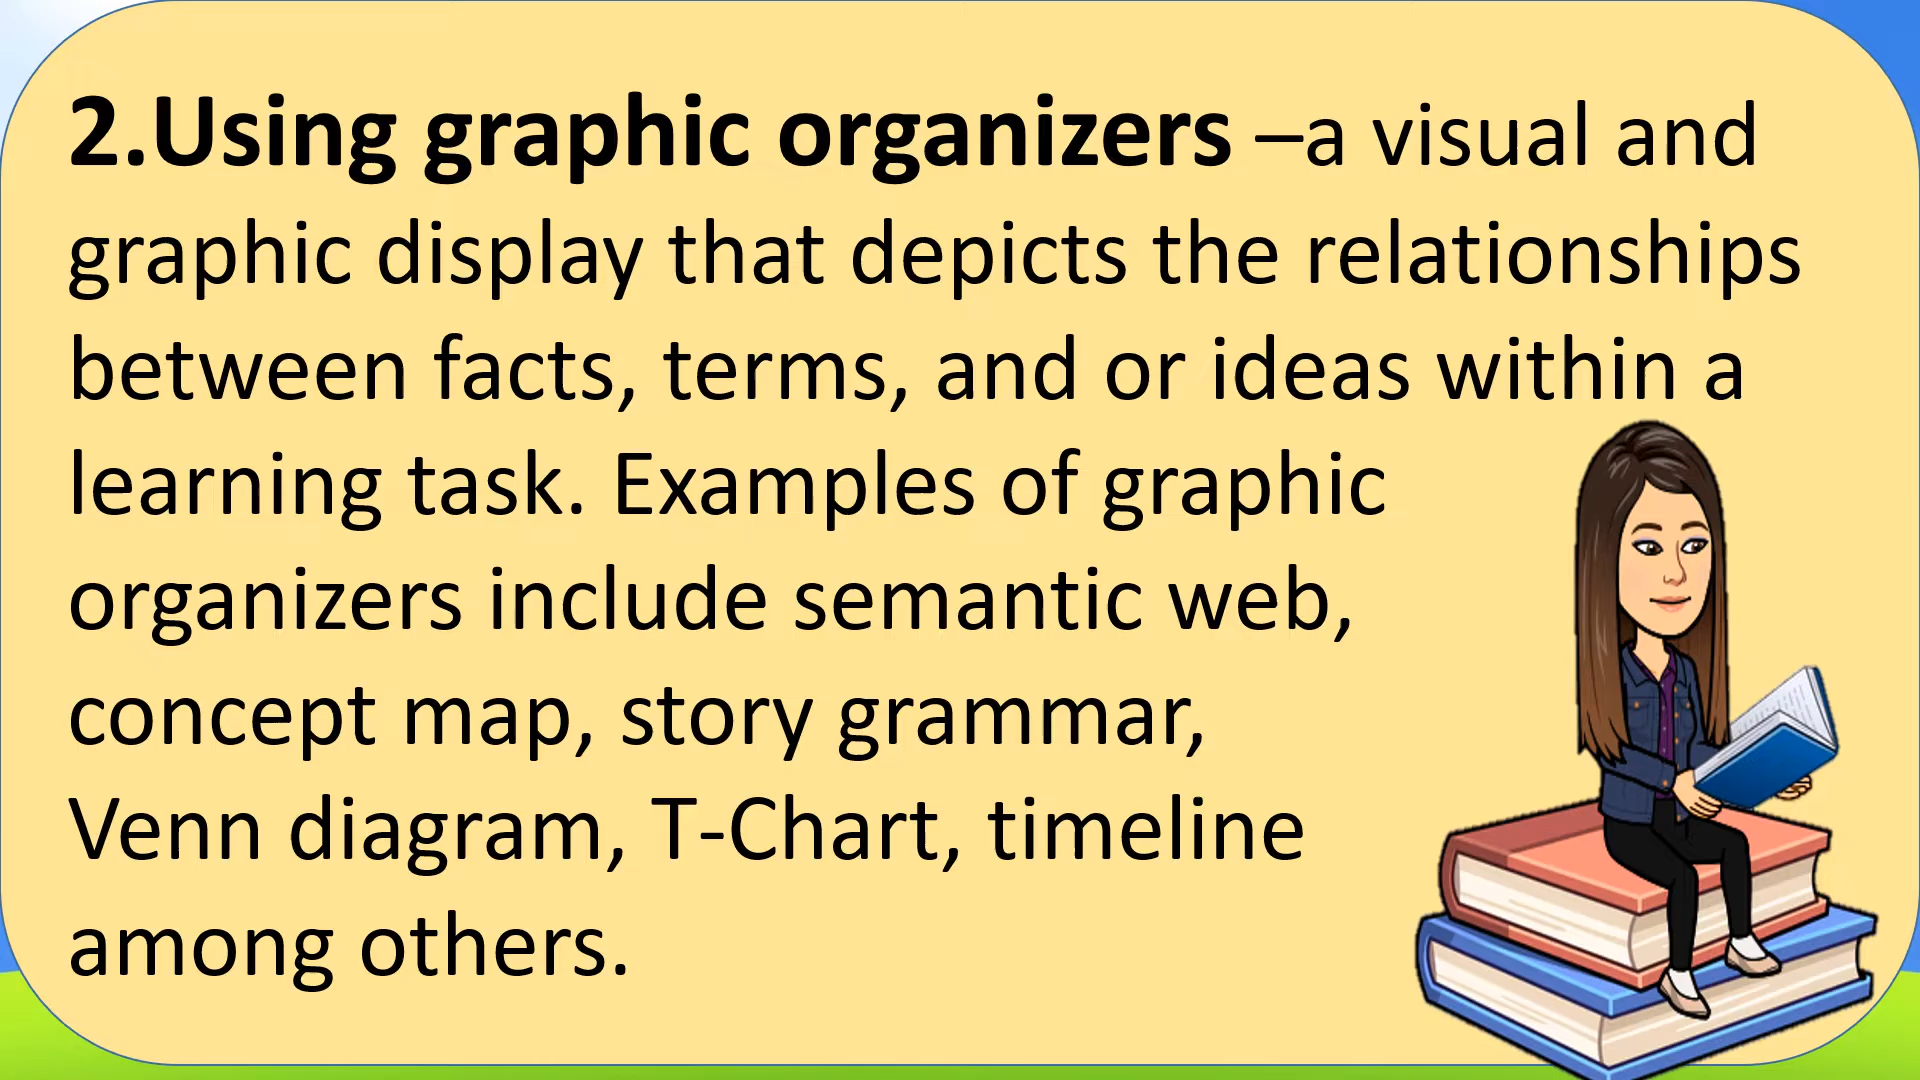 2.Using graphic organizers –a visual and
graphic display that depicts the relationships
between facts, terms, and or ideas within a
learning task. Examples of graphic
organizers include semantic web,
concept map, story grammar,
Venn diagram, T-Chart, timeline
among others.